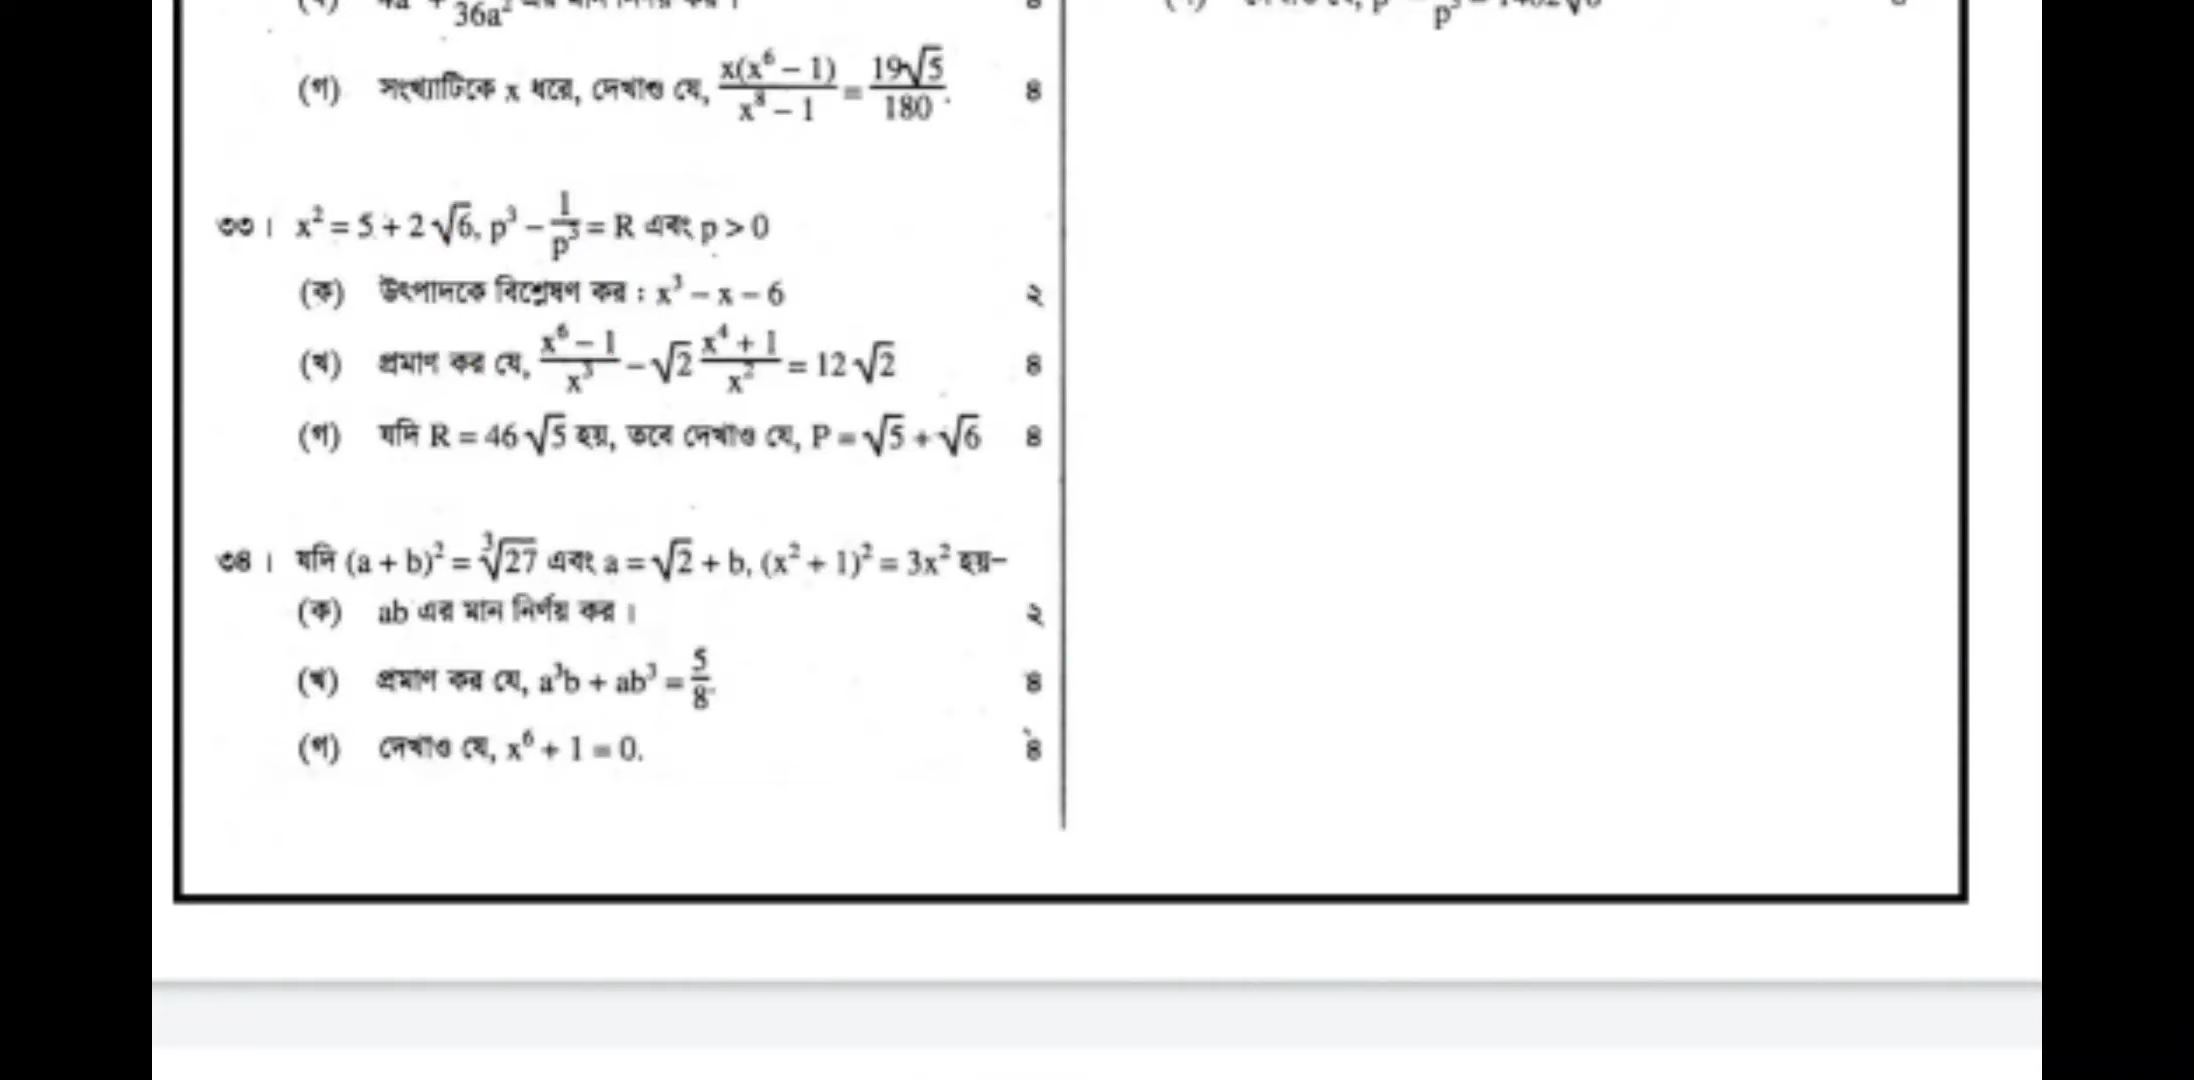 36a²
(গ) সংখ্যাটিকে x ধরে, দেখাও যে, x(x⁶ – 1)/x⁸ – 1 = 19√5/180. ৪
৩৩। x² = 5 + 2√6, p³ – 1/p³ = R এবং p > 0
(ক) উৎপাদকে বিশ্লেষণ কর : x³ – x – 6 ২
(খ) প্রমাণ কর যে, x⁶ – 1/x³ – √2 x⁴ + 1/x² = 12√2 ৪
(গ) যদি R = 46√5 হয়, তবে দেখাও যে, P = √5 + √6 ৪
৩৪। যদি (a + b)² = ∛27 এবং a = √2 + b, (x² + 1)² = 3x² হয়–
(ক) ab এর মান নির্ণয় কর। ২
(খ) প্রমাণ কর যে, a³b + ab³ = 5/8. ৪
(গ) দেখাও যে, x⁶ + 1 = 0. ৪